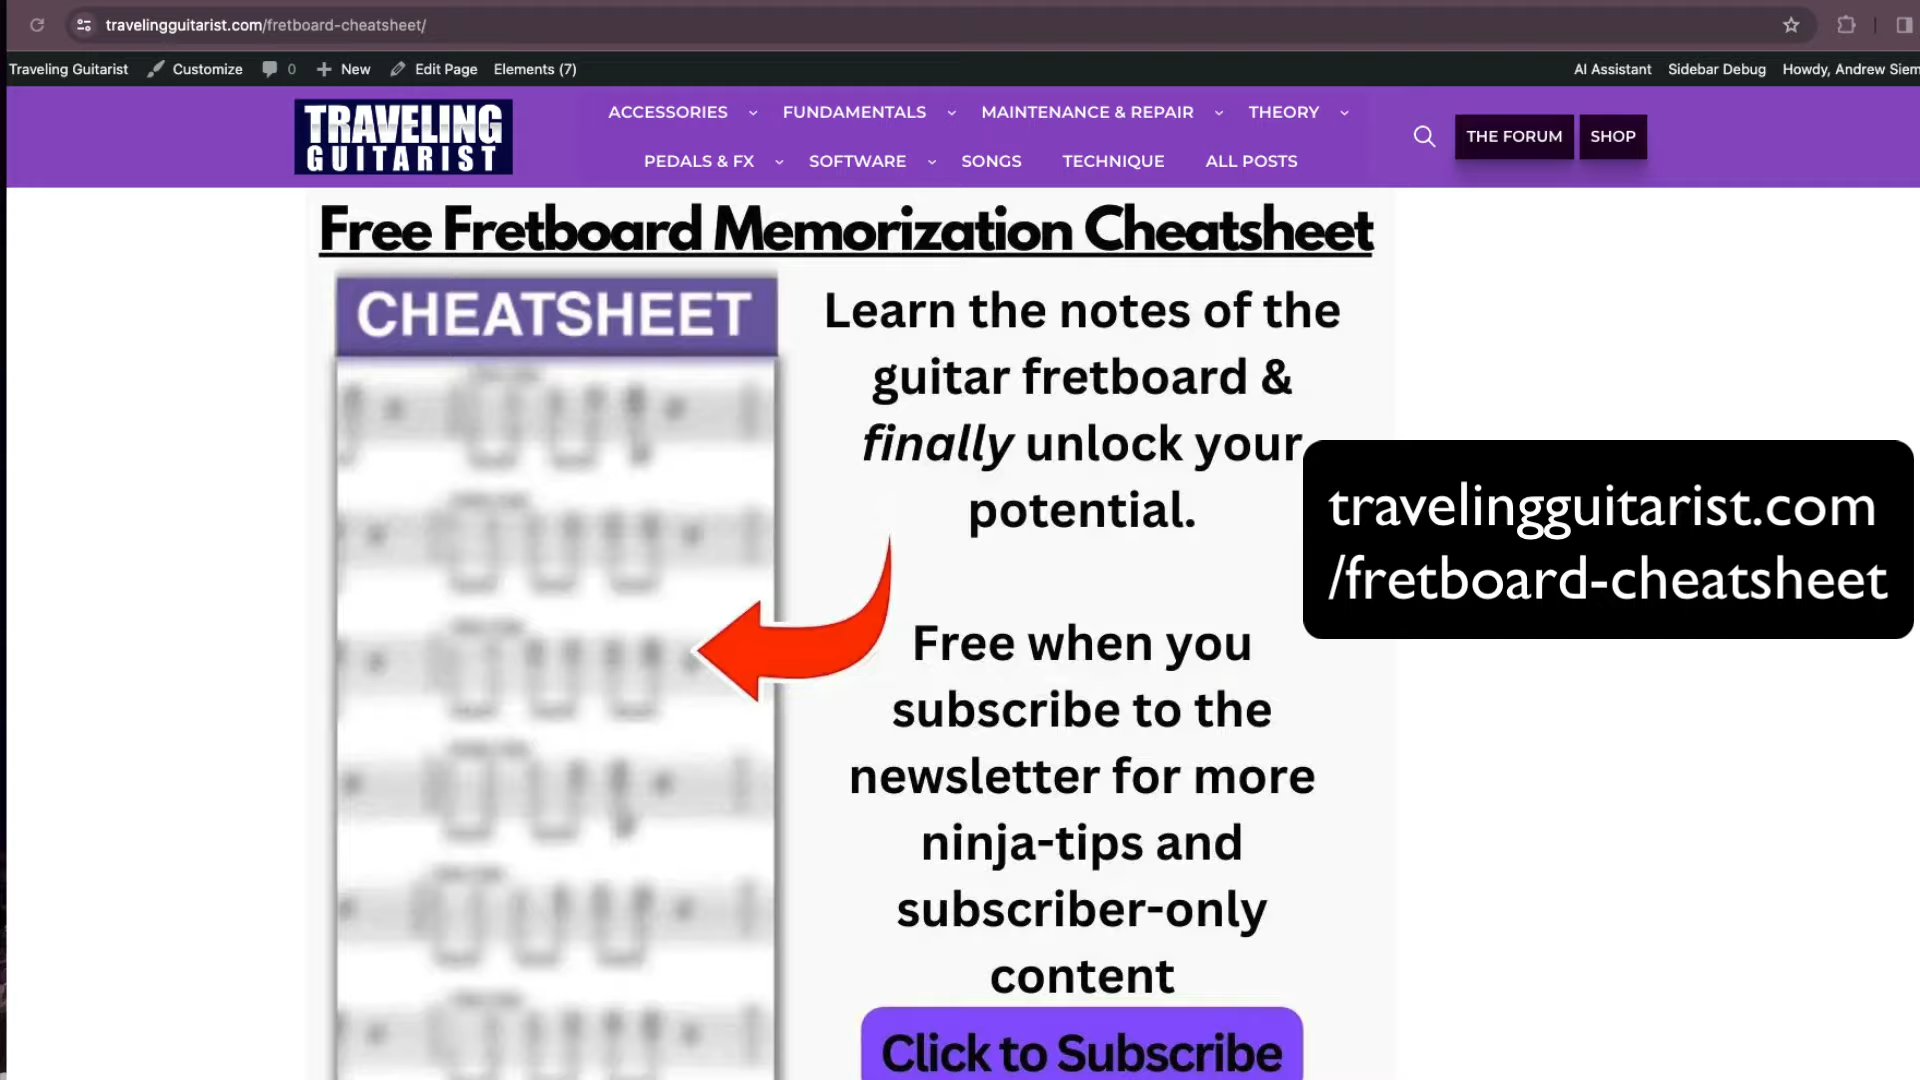 travelingguitarist.com/fretboard-cheatsheet/
Traveling Guitarist Customize 0 New Edit Page Elements (7) AI Assistant Sidebar Debug Howdy, Andrew Siem
TRAVELING
GUITARIST
ACCESSORIES FUNDAMENTALS MAINTENANCE & REPAIR THEORY
PEDALS & FX SOFTWARE SONGS TECHNIQUE ALL POSTS
THE FORUM SHOP
Free Fretboard Memorization Cheatsheet
CHEATSHEET
Learn the notes of the
guitar fretboard &
finally unlock your
potential.
travelingguitarist.com
/fretboard-cheatsheet
Free when you
subscribe to the
newsletter for more
ninja-tips and
subscriber-only
content
Click to Subscribe